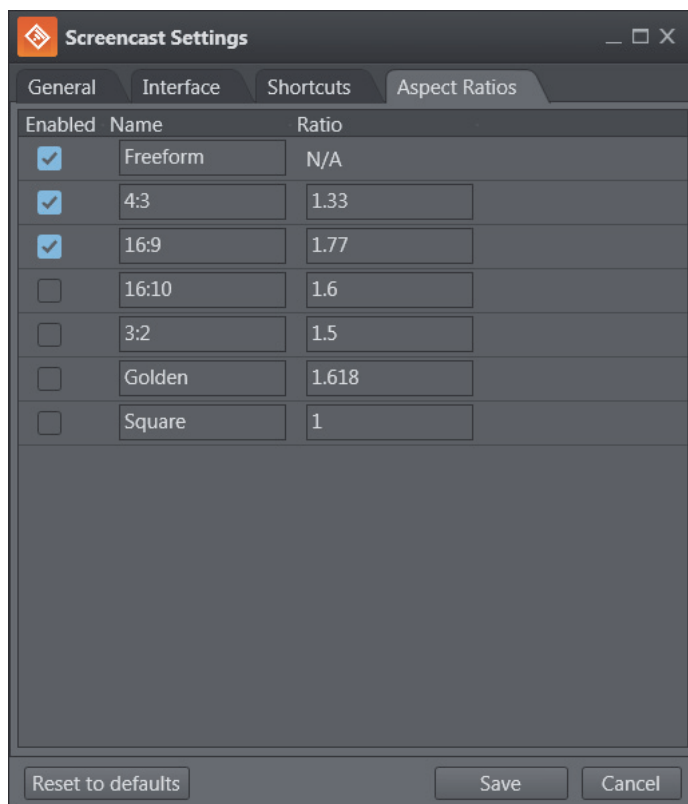 Screencast Settings
General Interface Shortcuts Aspect Ratios
Enabled Name Ratio
Freeform N/A
4:3 1.33
16:9 1.77
16:10 1.6
3:2 1.5
Golden 1.618
Square 1
Reset to defaults Save Cancel